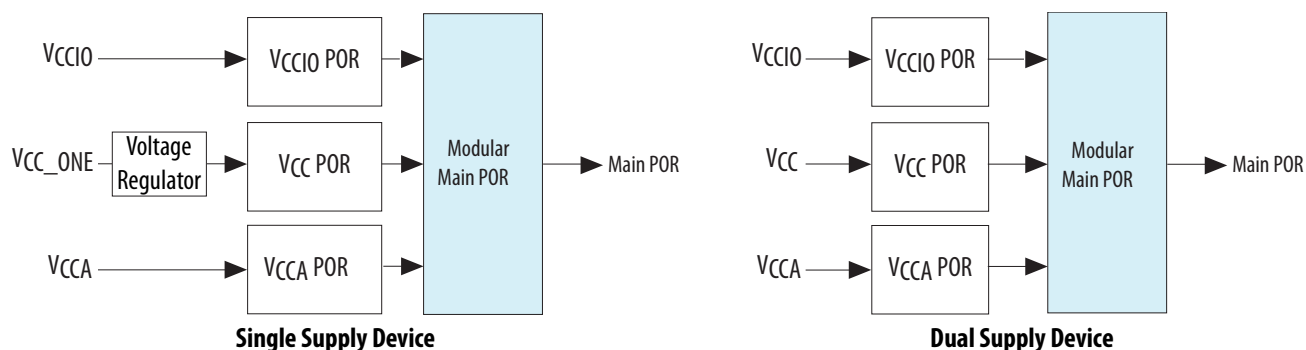 VCCIO
VCCIO POR
VCC_ONE
Voltage
Regulator
VCC POR
VCCA
VCCA POR
Modular
Main POR
Main POR
Single Supply Device
VCCIO
VCCIO POR
VCC
VCC POR
VCCA
VCCA POR
Modular
Main POR
Main POR
Dual Supply Device